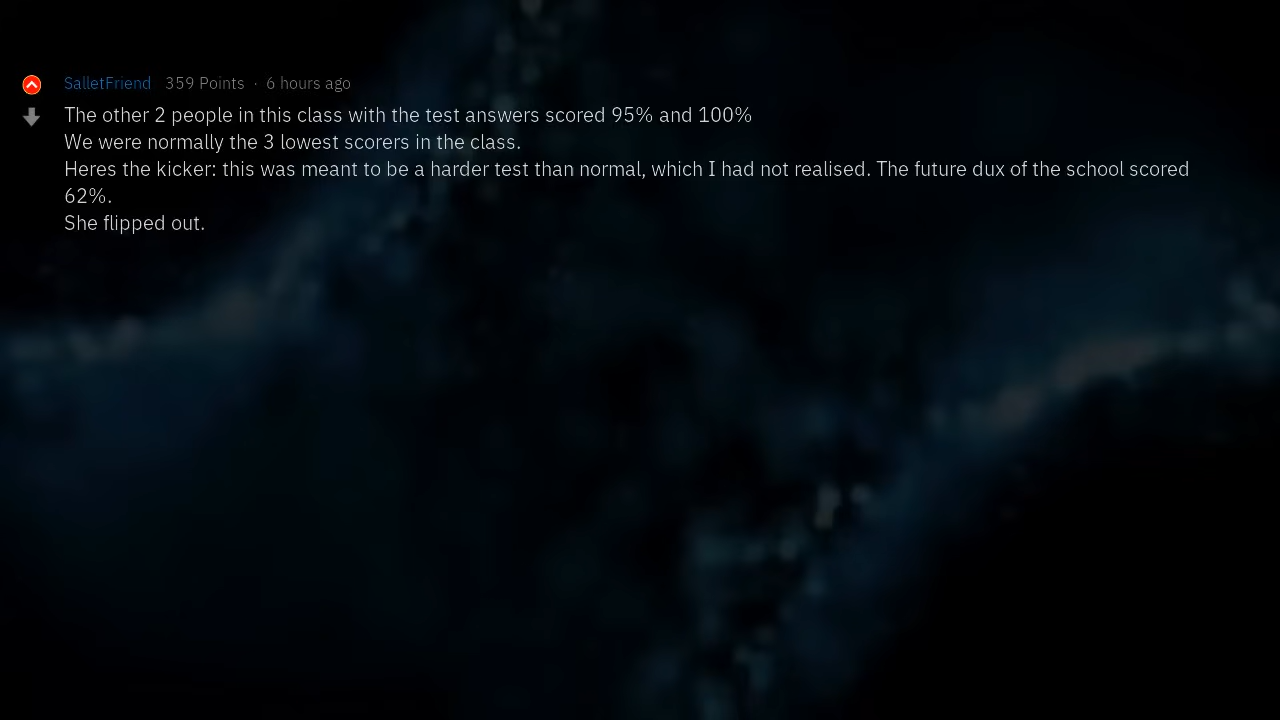 SalletFriend 359 Points · 6 hours ago
The other 2 people in this class with the test answers scored 95% and 100%
We were normally the 3 lowest scorers in the class.
Heres the kicker: this was meant to be a harder test than normal, which I had not realised. The future dux of the school scored
62%.
She flipped out.